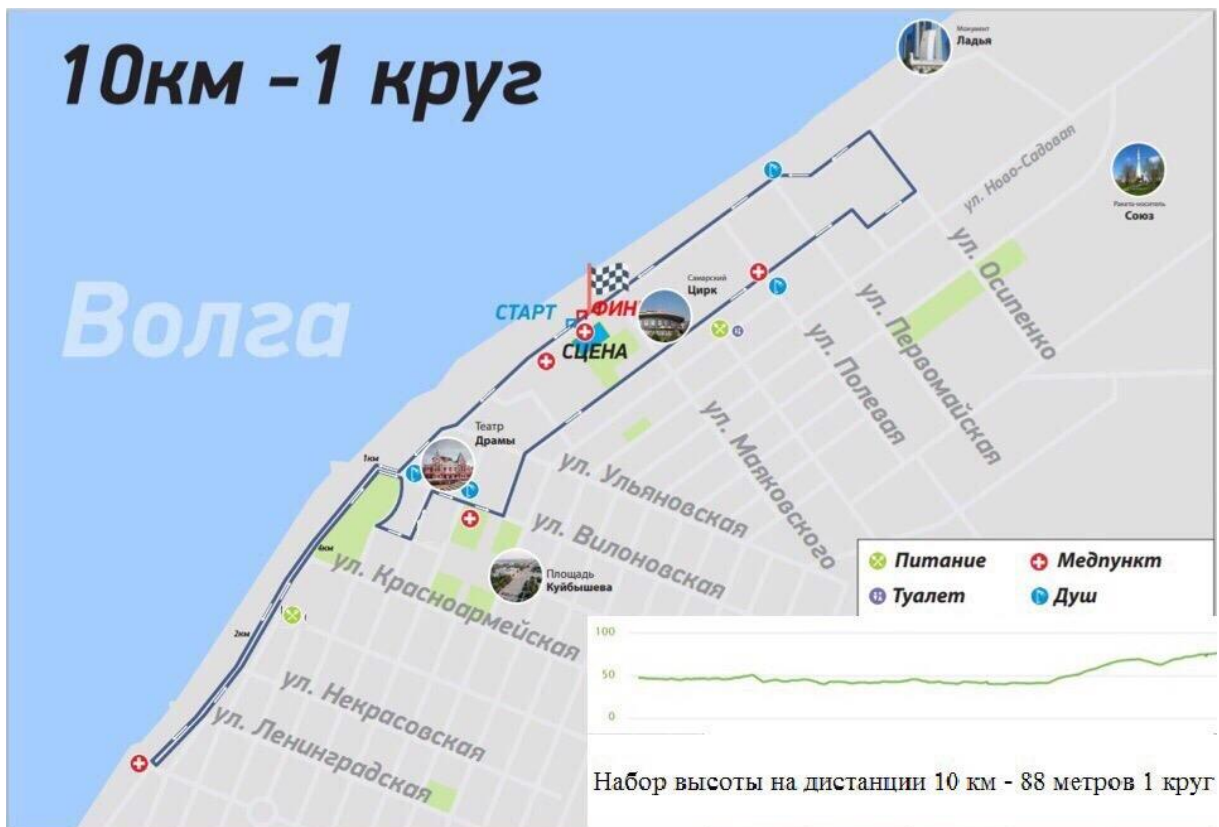 10км - 1 круг
Монумент
Ладья
ул. Ново-Садовая
Ракета-носитель
Союз
ул. Осипенко
Волга
Самарский
Цирк
СТАРТ
ФИН
СЦЕНА
ул. Первомайская
ул. Полевая
ул. Маяковского
Театр
Драмы
1км
ул. Ульяновская
ул. Вилоновская
4км
ул. Красноармейская
Площадь
Куйбышева
2км
ул. Некрасовская
ул. Ленинградская
Питание
Медпункт
Туалет
Душ
100
50
0
Набор высоты на дистанции 10 км - 88 метров 1 круг